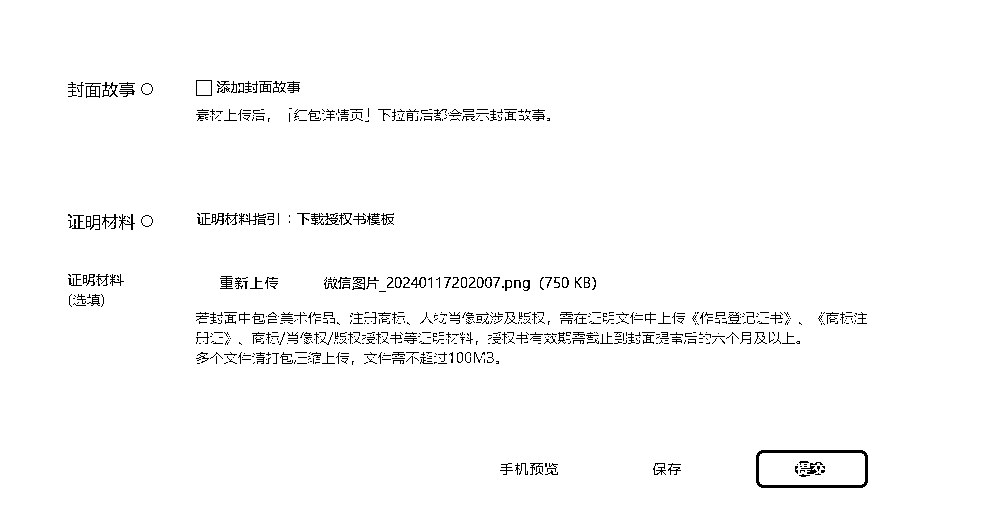 封面故事
添加封面故事
素材上传后，「红包详情页」下拉前后都会展示封面故事。
证明材料
证明材料指引：下载授权书模板
证明材料
(选填)
重新上传 微信图片_20240117202007.png（750 KB）
若封面中包含美术作品、注册商标、人物肖像或涉及版权，需在证明文件中上传《作品登记证书》、《商标注
册证》、商标/肖像权/版权授权书等证明材料，授权书有效期需截止到封面提审后的六个月及以上。
多个文件请打包压缩上传，文件需不超过100MB。
手机预览 保存 提交